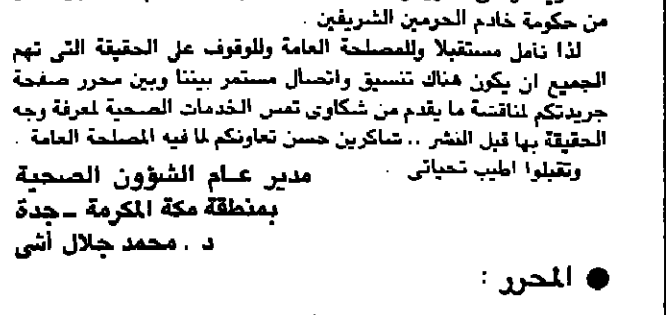 من حكومة خادم الحرمين الشريفين .
لذا نأمل مستقبلا وللمصلحة العامة وللوقوف على الحقيقة التى تهم
الجميع ان يكون هناك تنسيق واتصال مستمر بيننا وبين محرر صفحة
جريدتكم لمناقشة ما يقدم من شكاوى تمس الخدمات الصحية لمعرفة وجه
الحقيقة بها قبل النشر .. شاكرين حسن تعاونكم لما فيه المصلحة العامة .
وتقبلوا اطيب تحياتى .
مدير عــام الشؤون الصحية
بمنطقة مكة المكرمة ــ جدة
د . محمد جلال أشى
● المحرر :